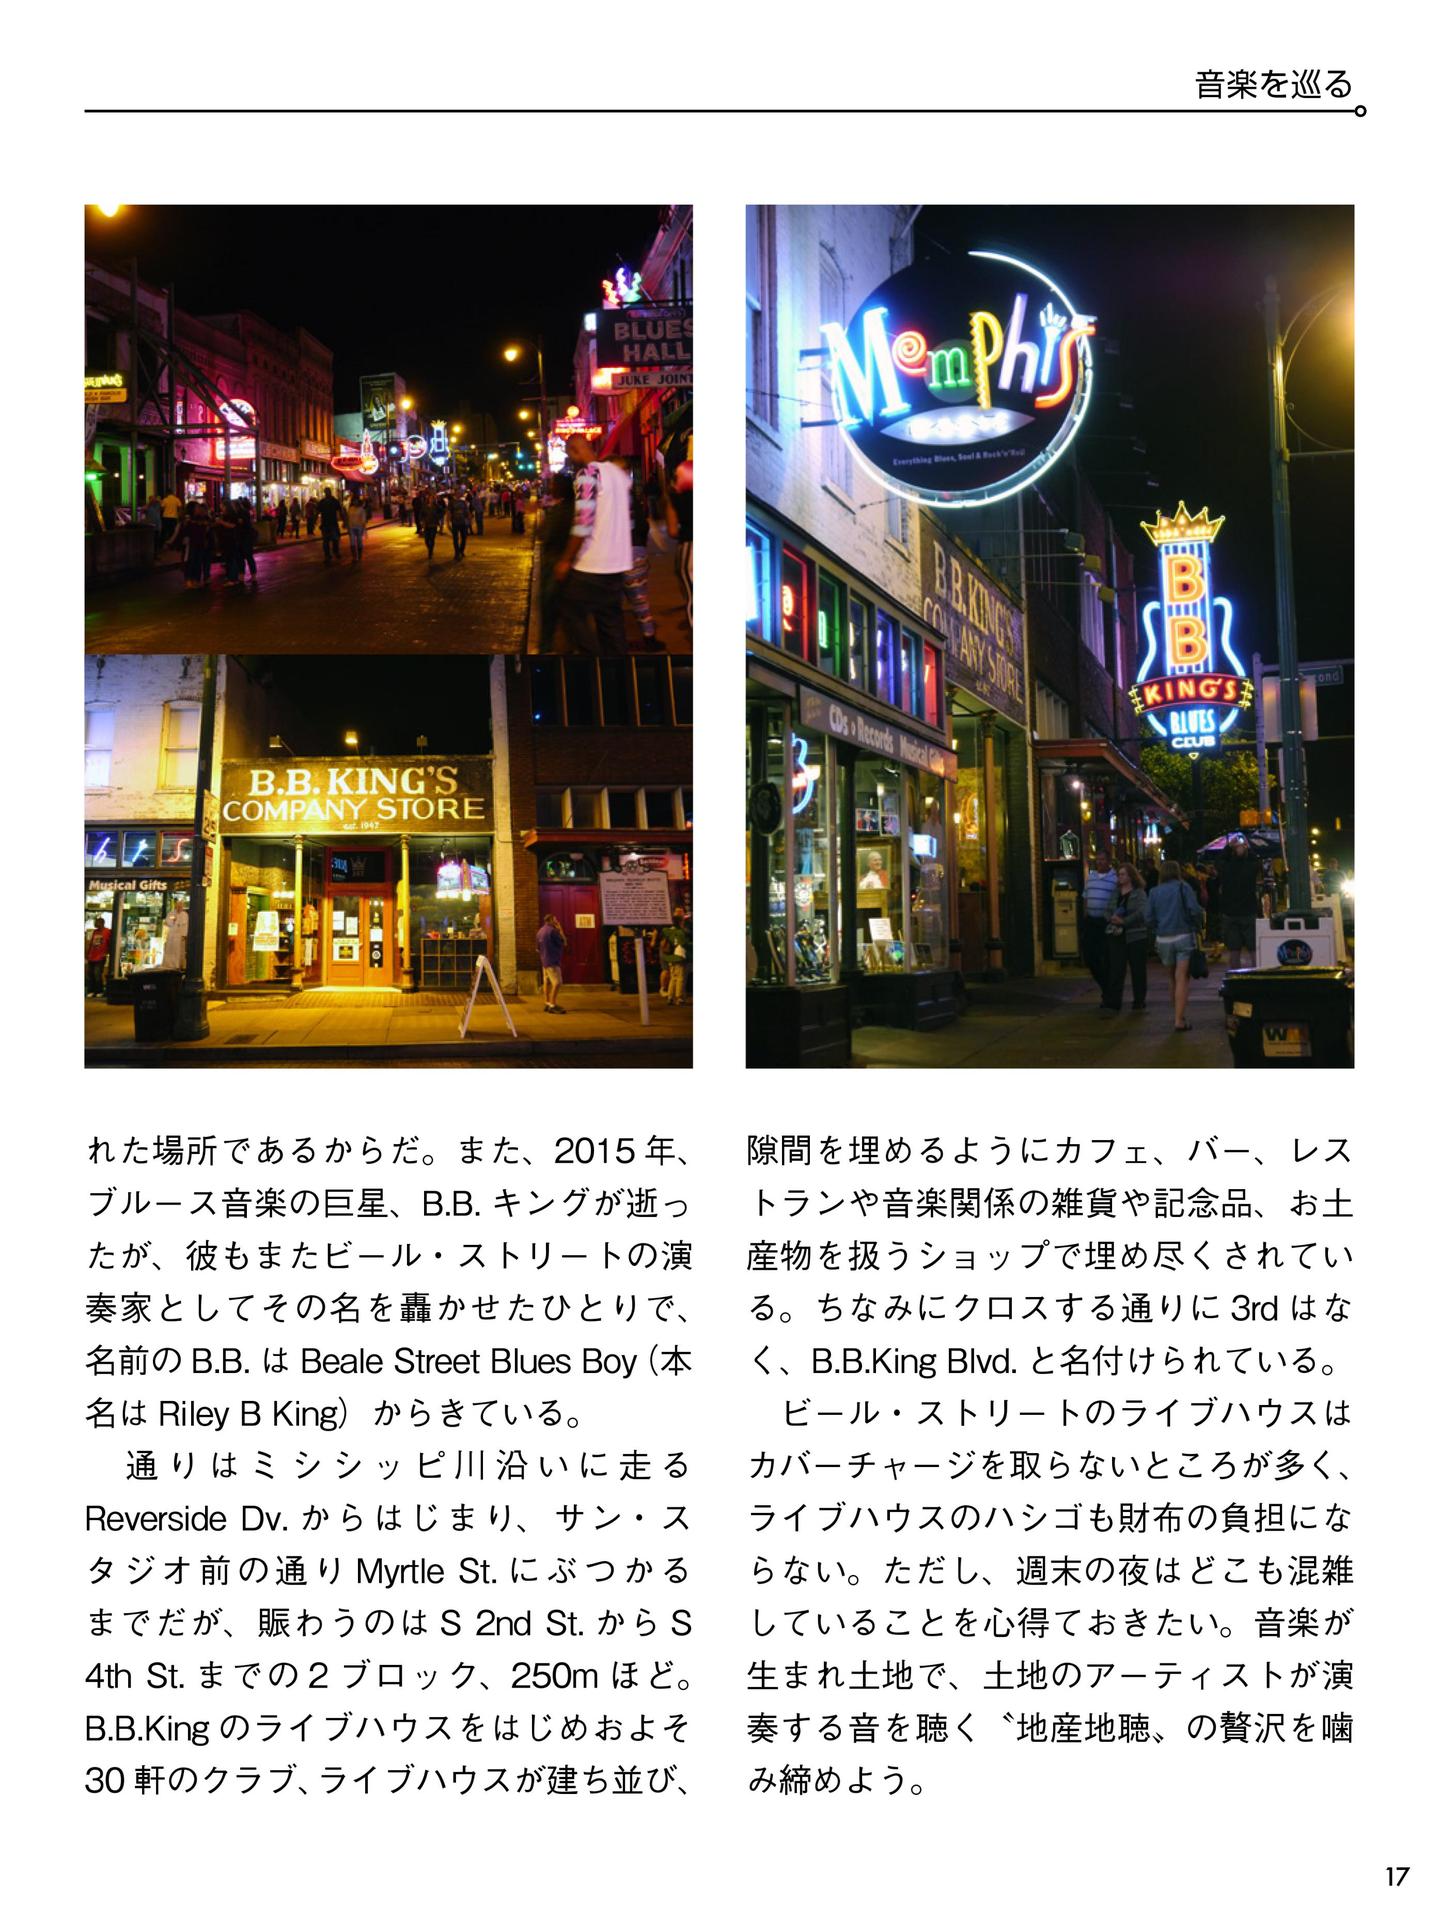 音楽を巡る
BLUES
HALL
JUKE JOINT
B.B. KING'S
COMPANY STORE
est. 1947
h t s
Musical Gifts
Memphis
Everything Blues, Soul & Rock'n'Roll
B.B. KING'S
COMPANY STORE
CDs & Records Musical Gifts
B
B
KING'S
BLUES
CLUB
れた場所であるからだ。また、2015 年、
ブルース音楽の巨星、B.B. キングが逝っ
たが、彼もまたビール・ストリートの演
奏家としてその名を轟かせたひとりで、
名前の B.B. は Beale Street Blues Boy（本
名は Riley B King）からきている。
通りはミシシッピ川沿いに走る
Reverside Dv. からはじまり、サン・ス
タジオ前の通り Myrtle St. にぶつかる
までだが、賑わうのは S 2nd St. から S
4th St. までの 2 ブロック、250m ほど。
B.B.King のライブハウスをはじめおよそ
30 軒のクラブ、ライブハウスが建ち並び、
隙間を埋めるようにカフェ、バー、レス
トランや音楽関係の雑貨や記念品、お土
産物を扱うショップで埋め尽くされてい
る。ちなみにクロスする通りに 3rd はな
く、B.B.King Blvd. と名付けられている。
ビール・ストリートのライブハウスは
カバーチャージを取らないところが多く、
ライブハウスのハシゴも財布の負担にな
らない。ただし、週末の夜はどこも混雑
していることを心得ておきたい。音楽が
生まれ土地で、土地のアーティストが演
奏する音を聴く〝地産地聴〟の贅沢を噛
み締めよう。
17